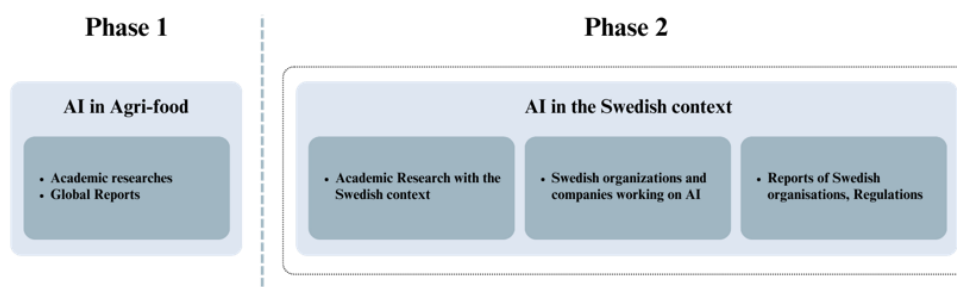 Phase 1
Phase 2
AI in Agri-food
• Academic researches
• Global Reports
AI in the Swedish context
• Academic Research with the
Swedish context
• Swedish organizations and
companies working on AI
• Reports of Swedish
organisations, Regulations